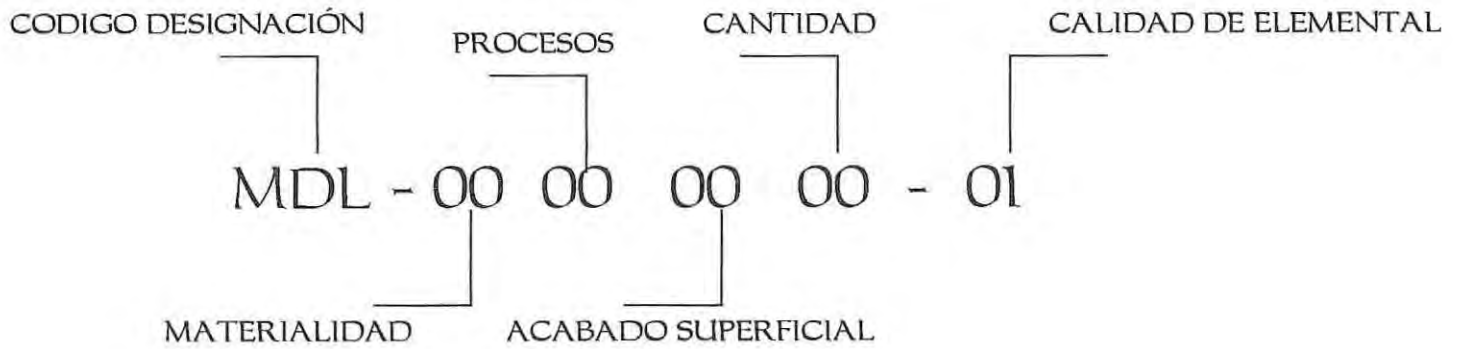 CODIGO DESIGNACIÓN
PROCESOS
CANTIDAD
CALIDAD DE ELEMENTAL
MDL - 00 00 00 00 - 01
MATERIALIDAD
ACABADO SUPERFICIAL